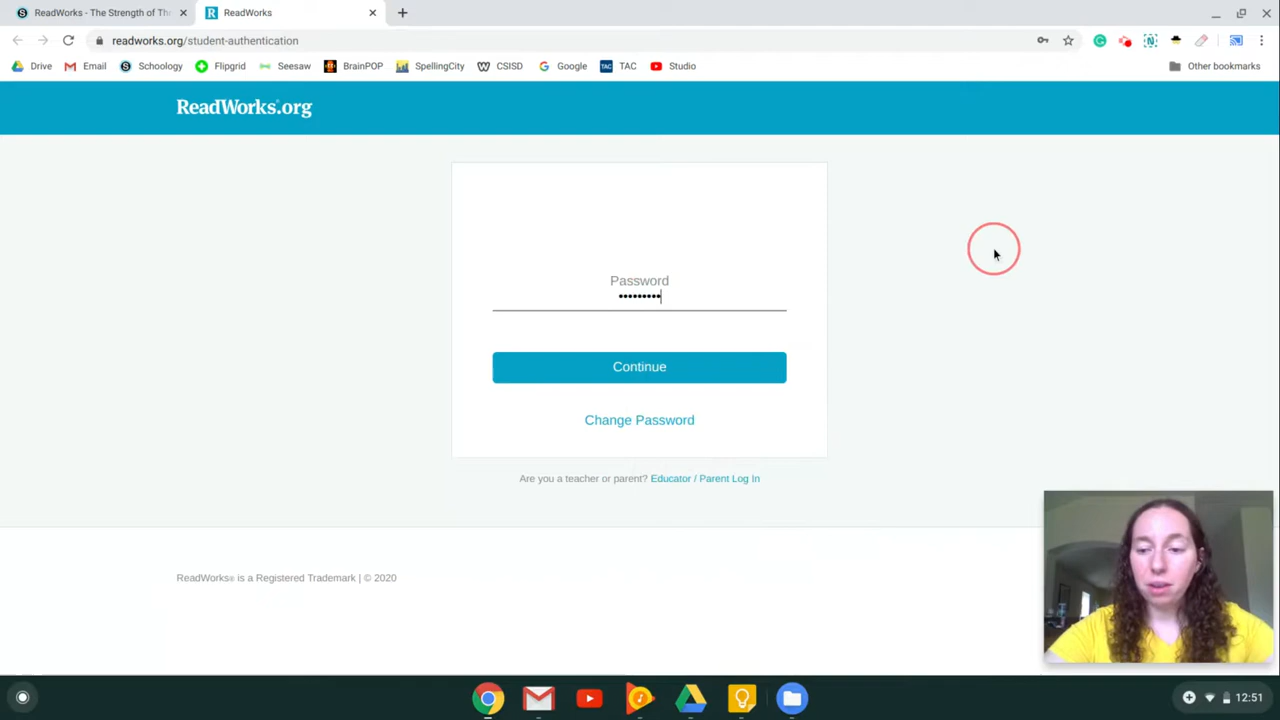 ReadWorks - The Strength of Th
ReadWorks
readworks.org/student-authentication
Drive Email Schoology Flipgrid Seesaw BrainPOP SpellingCity CSISD Google TAC Studio Other bookmarks
ReadWorks.org
Password
•••••••••
Continue
Change Password
Are you a teacher or parent? Educator / Parent Log In
ReadWorks® is a Registered Trademark | © 2020
12:51